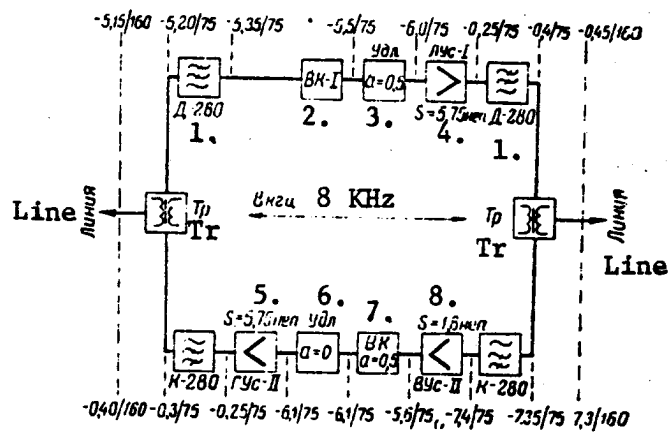 -5,15/160 -5,20/75 -5,35/75 -5,5/75 -6,0/75 -0,25/75 -0,4/75 -0,45/160
Удл ЛУс-I
ВК-I a=0,5
Д-280 S=5,75неп Д-280
1. 2. 3. 4. 1.
Line Линия Тр Tr 8 кгц 8 KHz Тр Tr Линия Line
5. 6. 7. 8.
S=5,75неп Удл S=1,6неп
a=0 ВК a=0,5
К-280 ГУс-II ВУс-II К-280
-0,40/160 -0,3/75 -0,25/75 -6,1/75 -6,1/75 -5,6/75 -7,4/75 -7,35/75 7,3/160